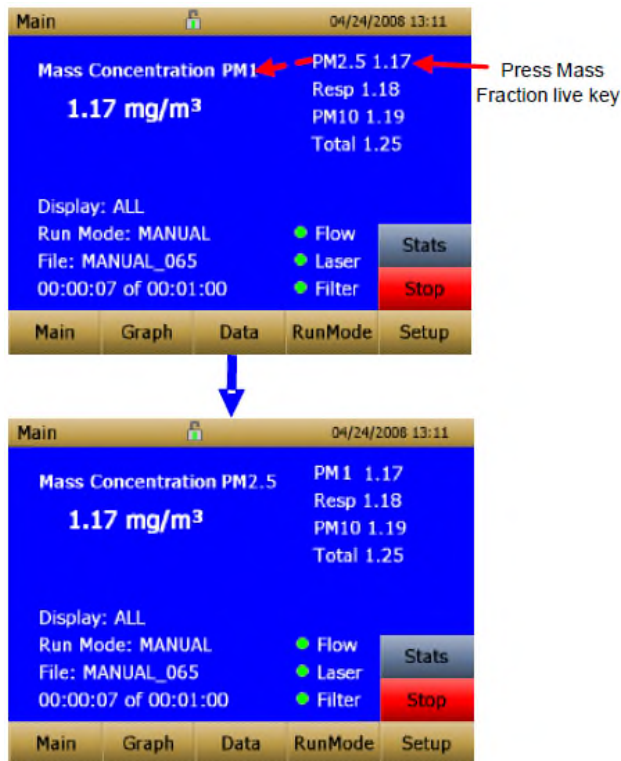 Main 04/24/2008 13:11
Mass Concentration PM1
1.17 mg/m³
PM2.5 1.17
Resp 1.18
PM10 1.19
Total 1.25
Press Mass
Fraction live key
Display: ALL
Run Mode: MANUAL
File: MANUAL_065
00:00:07 of 00:01:00
Flow
Laser
Filter
Stats
Stop
Main Graph Data RunMode Setup
Main 04/24/2008 13:11
Mass Concentration PM2.5
1.17 mg/m³
PM1 1.17
Resp 1.18
PM10 1.19
Total 1.25
Display: ALL
Run Mode: MANUAL
File: MANUAL_065
00:00:07 of 00:01:00
Flow
Laser
Filter
Stats
Stop
Main Graph Data RunMode Setup